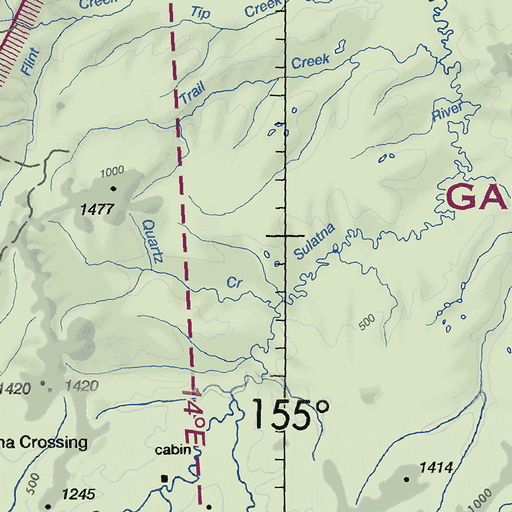 Creek
Tip
Creek
Flint
Trail
Creek
River
1000
1477
GA
Quartz
Sulatna
Cr
500
1420
1420
14°E
155°
na Crossing
cabin
1414
500
1245
1000